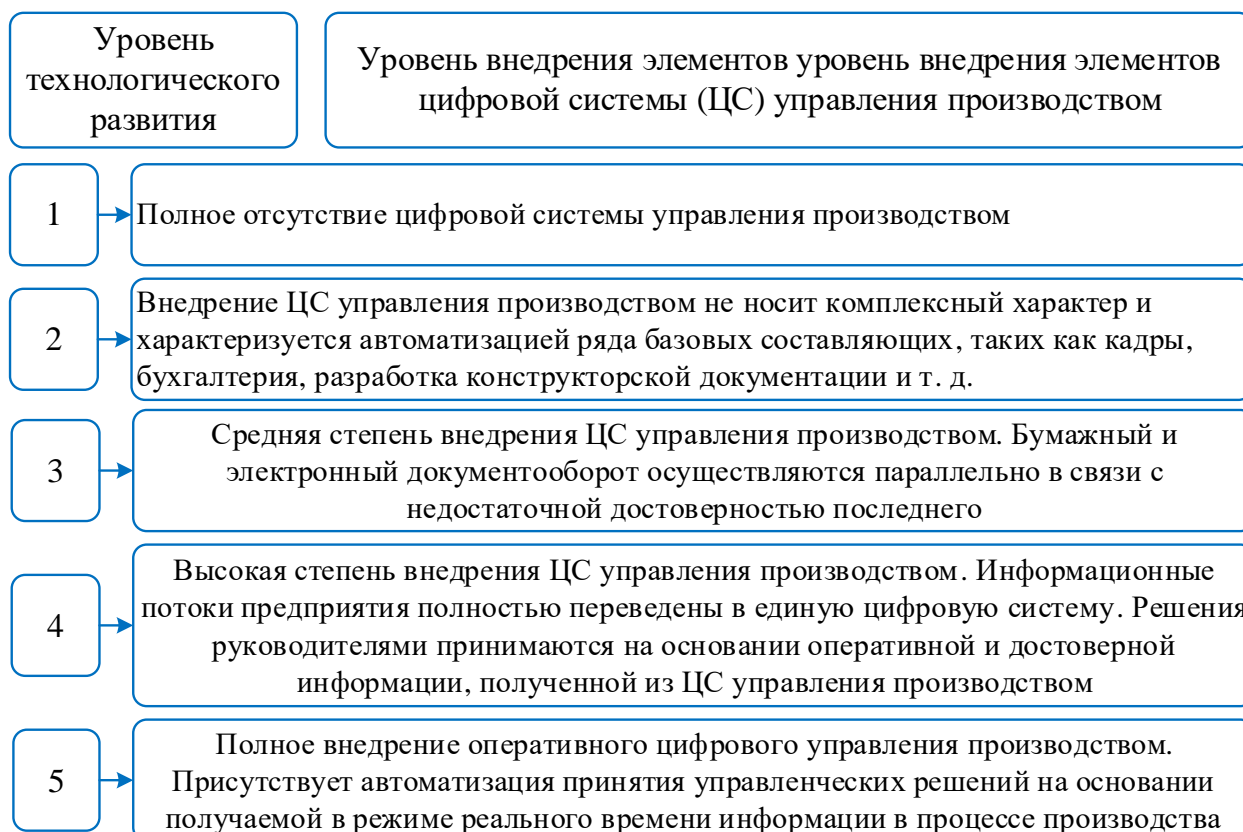 Уровень
технологического
развития
Уровень внедрения элементов уровень внедрения элементов
цифровой системы (ЦС) управления производством
1
Полное отсутствие цифровой системы управления производством
2
Внедрение ЦС управления производством не носит комплексный характер и
характеризуется автоматизацией ряда базовых составляющих, таких как кадры,
бухгалтерия, разработка конструкторской документации и т. д.
3
Средняя степень внедрения ЦС управления производством. Бумажный и
электронный документооборот осуществляются параллельно в связи с
недостаточной достоверностью последнего
4
Высокая степень внедрения ЦС управления производством. Информационные
потоки предприятия полностью переведены в единую цифровую систему. Решения
руководителями принимаются на основании оперативной и достоверной
информации, полученной из ЦС управления производством
5
Полное внедрение оперативного цифрового управления производством.
Присутствует автоматизация принятия управленческих решений на основании
получаемой в режиме реального времени информации в процессе производства